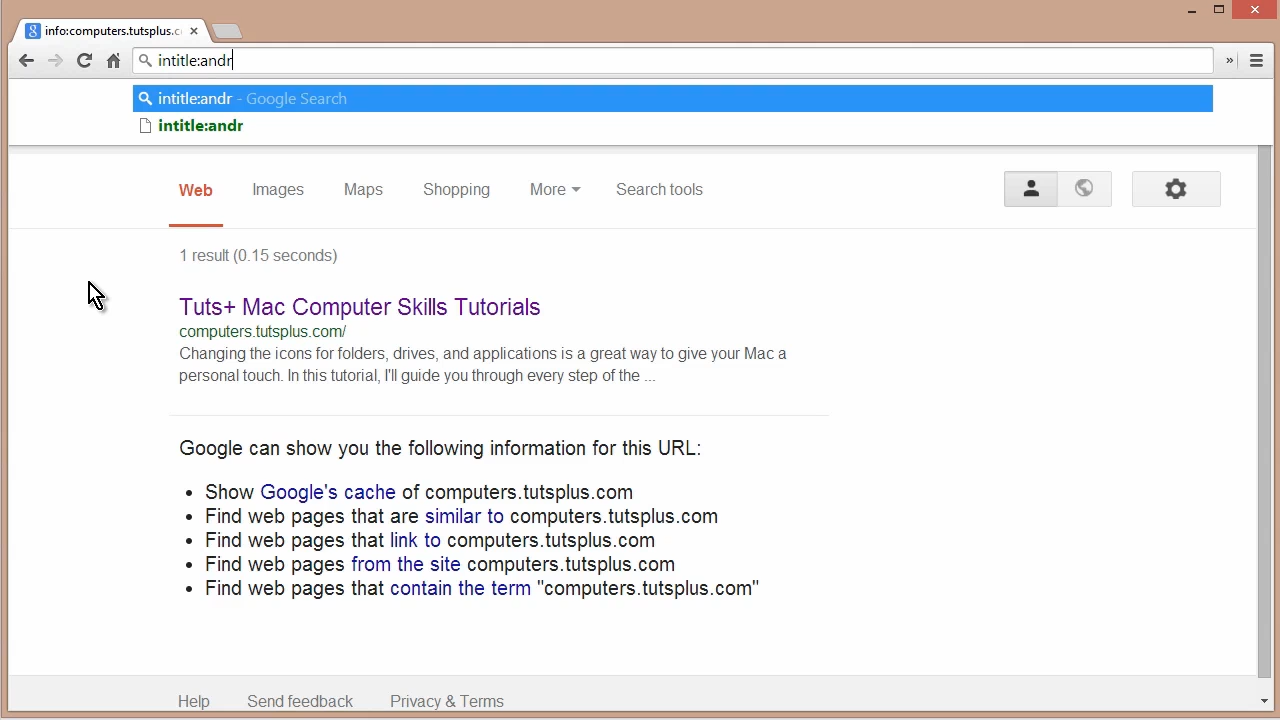 info:computers.tutsplus.c
intitle:andr
intitle:andr - Google Search
intitle:andr
Web Images Maps Shopping More Search tools
1 result (0.15 seconds)
Tuts+ Mac Computer Skills Tutorials
computers.tutsplus.com/
Changing the icons for folders, drives, and applications is a great way to give your Mac a
personal touch. In this tutorial, I'll guide you through every step of the ...
Google can show you the following information for this URL:
• Show Google's cache of computers.tutsplus.com
• Find web pages that are similar to computers.tutsplus.com
• Find web pages that link to computers.tutsplus.com
• Find web pages from the site computers.tutsplus.com
• Find web pages that contain the term "computers.tutsplus.com"
Help Send feedback Privacy & Terms